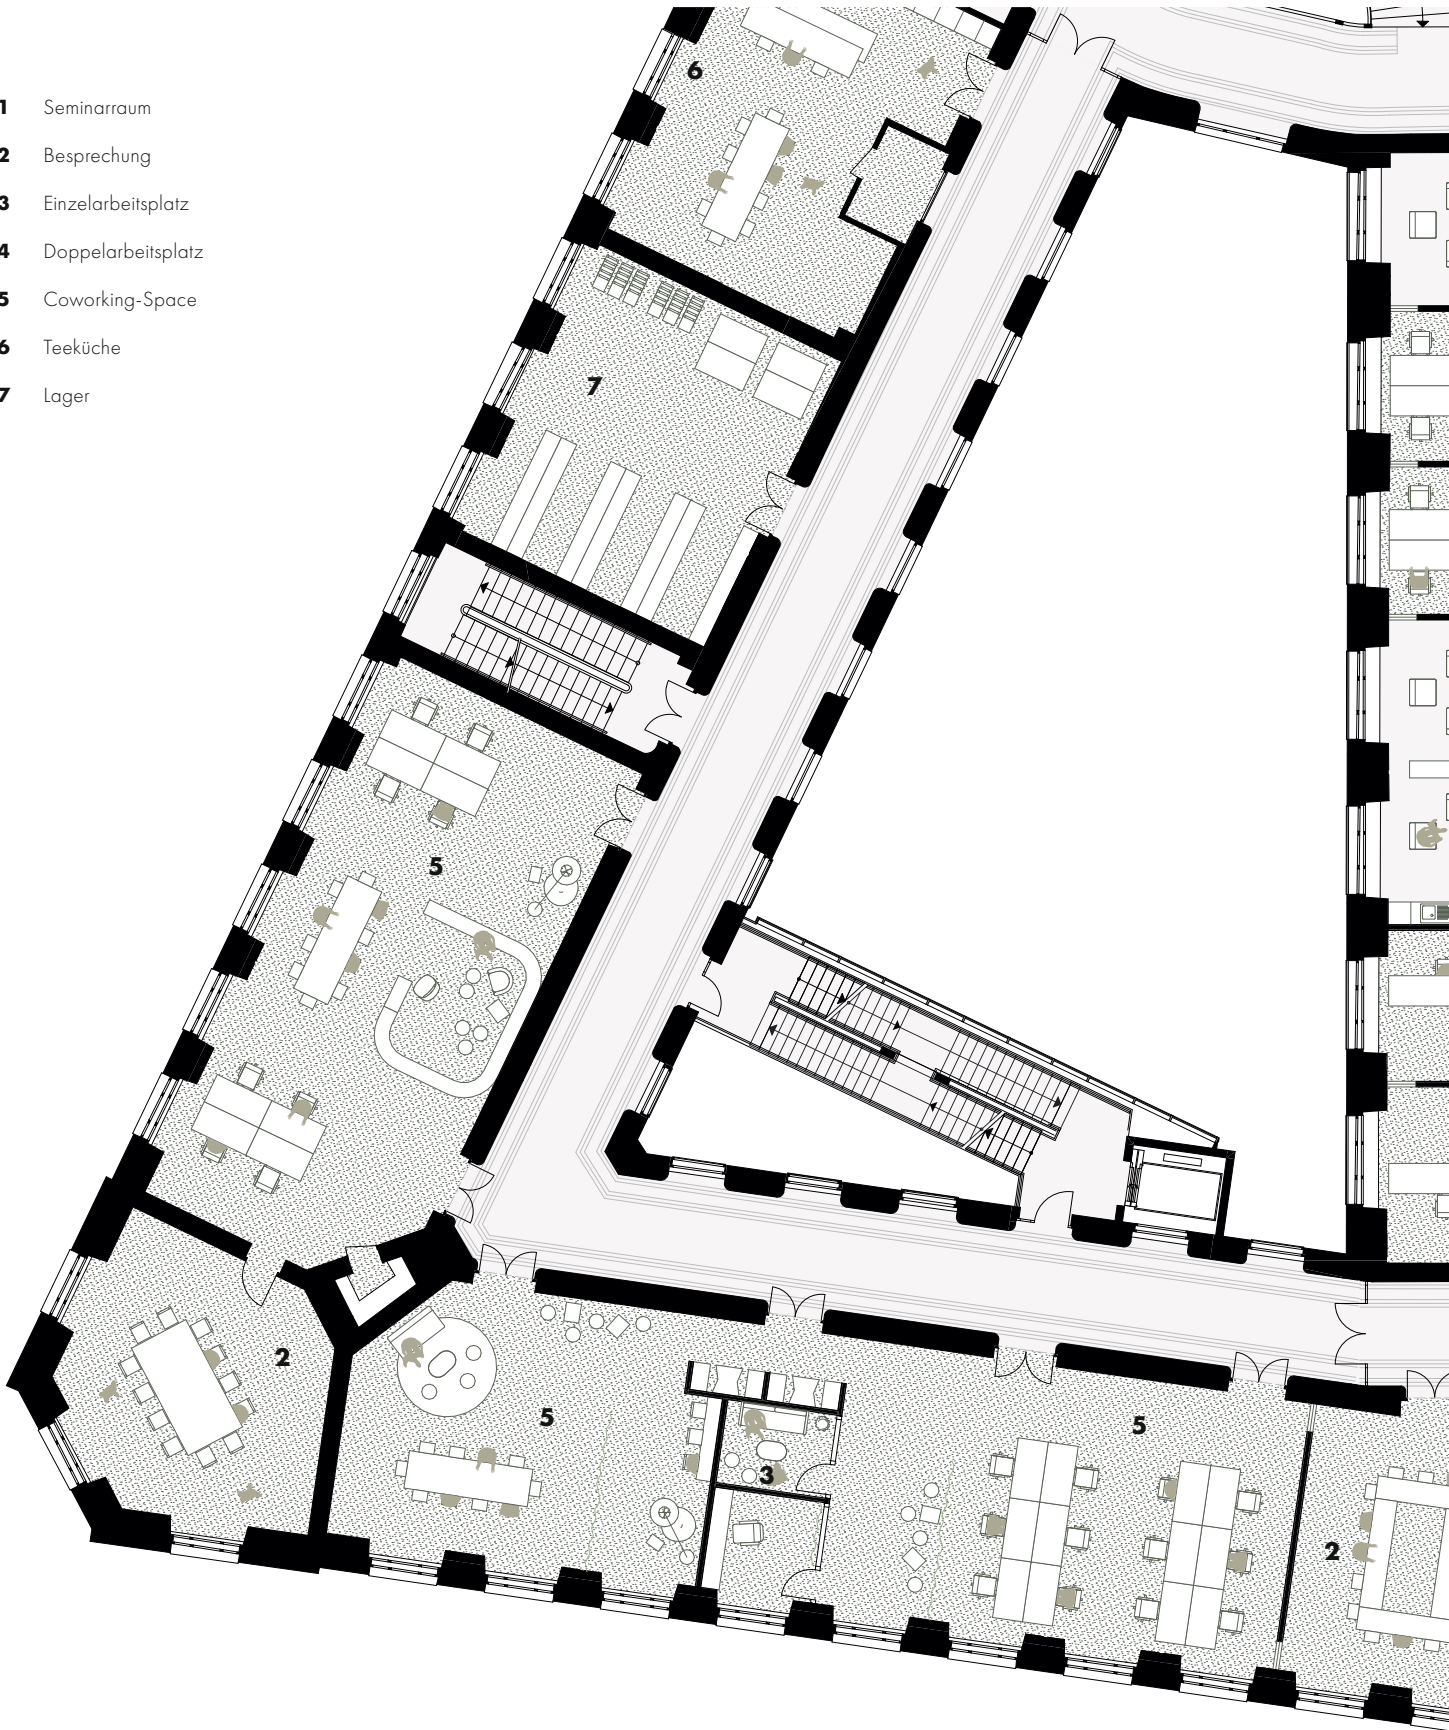 1 Seminarraum
2 Besprechung
3 Einzelarbeitsplatz
4 Doppelarbeitsplatz
5 Coworking-Space
6 Teeküche
7 Lager
6
7
5
2
5
5
3
2